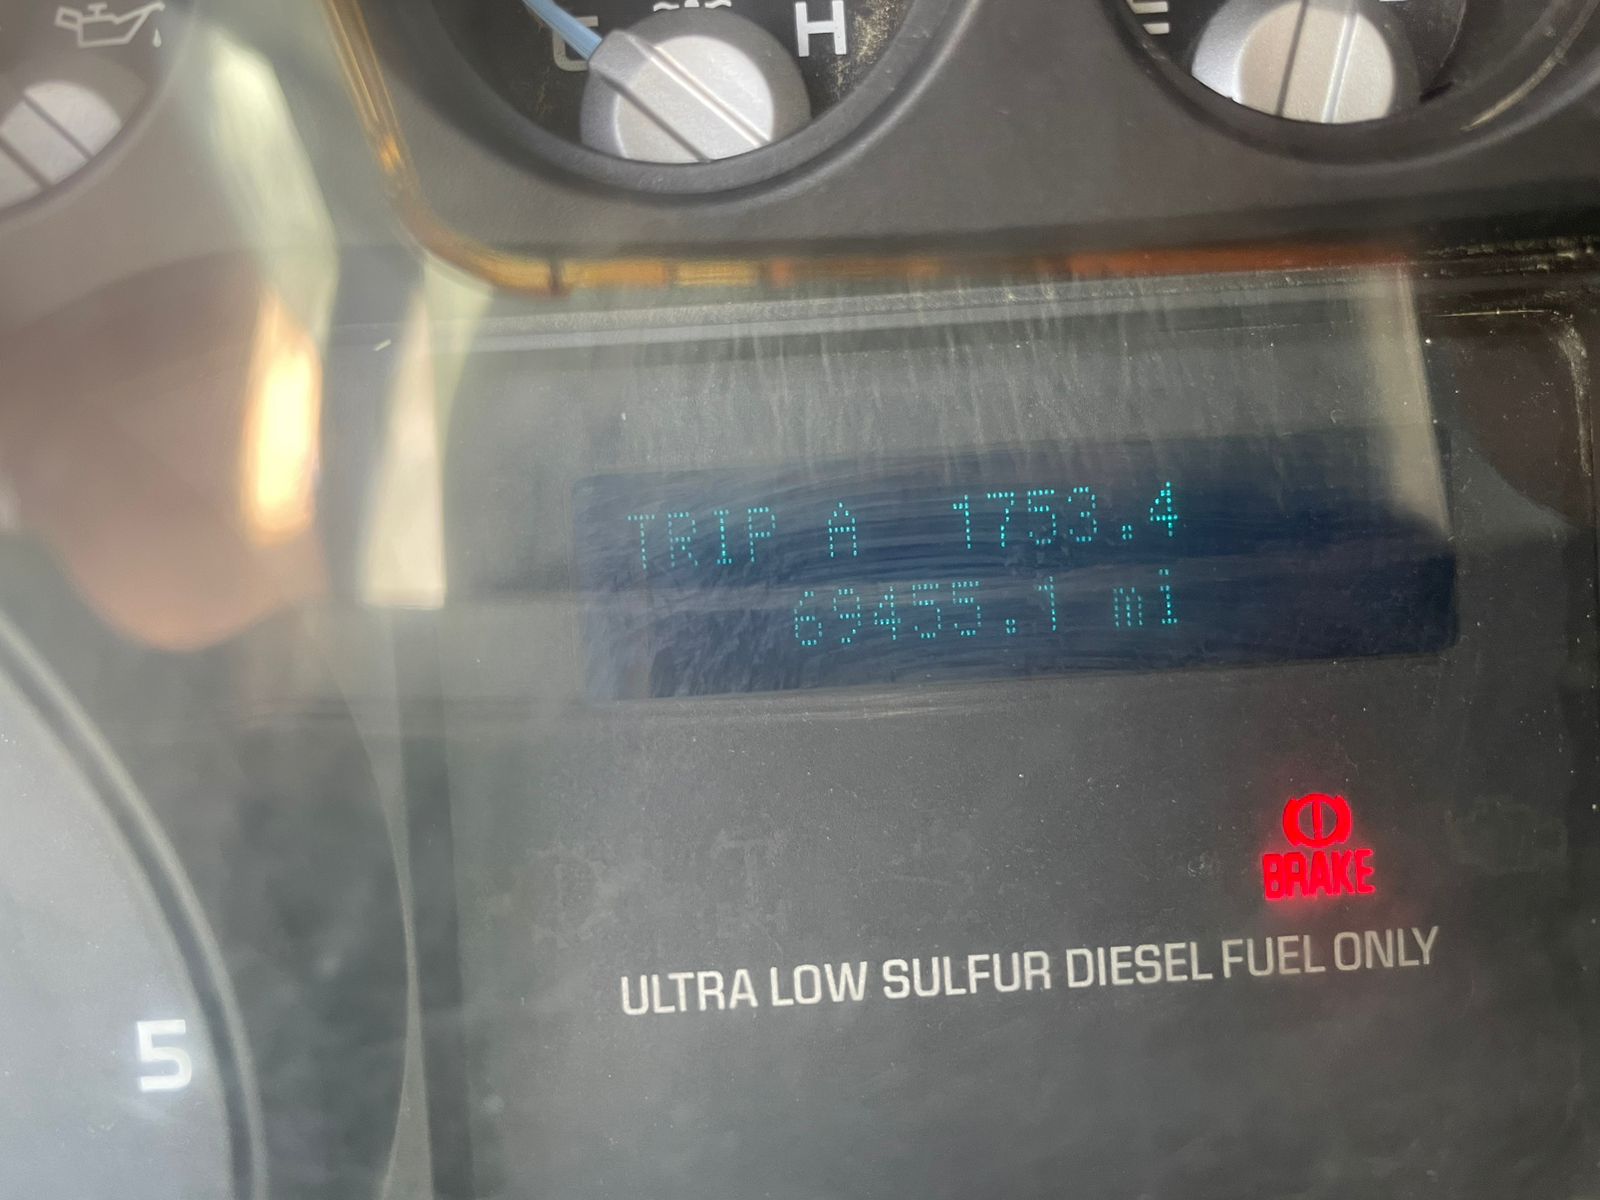 C H E
TRIP A 1753.4
69455.1 mi
BRAKE
ULTRA LOW SULFUR DIESEL FUEL ONLY
5